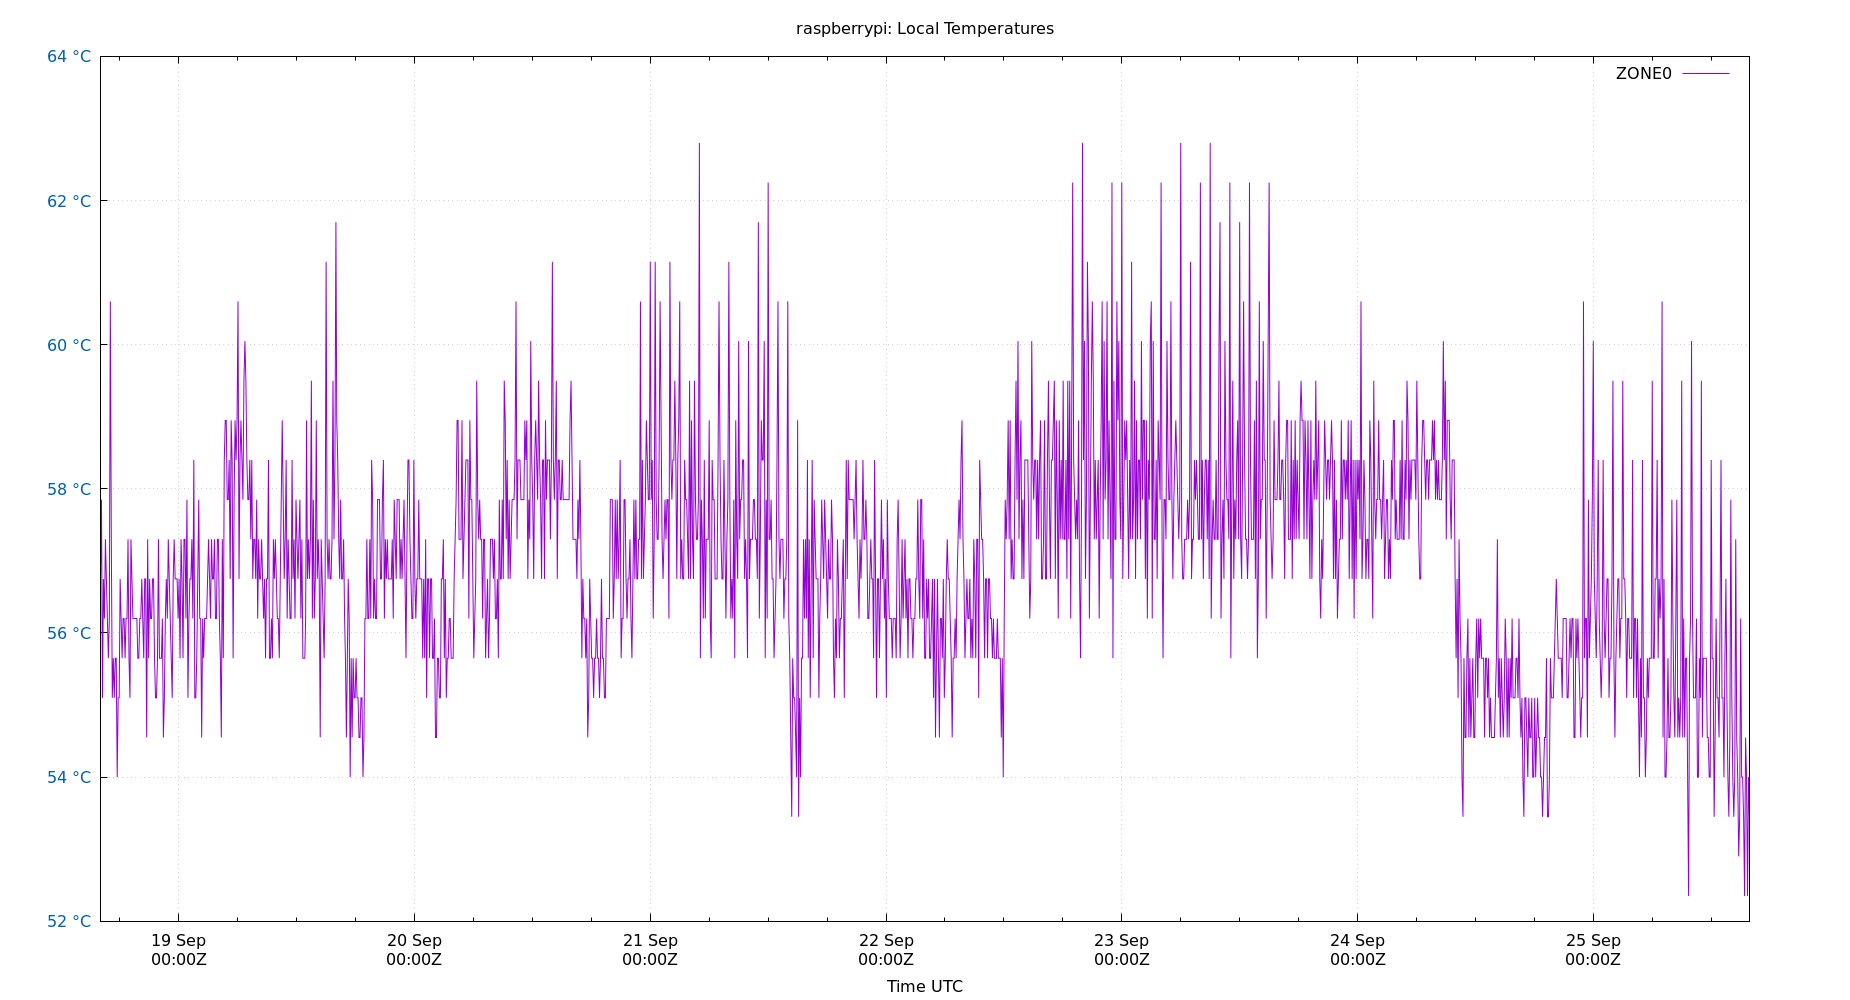 raspberrypi: Local Temperatures
64 °C
ZONE0
62 °C
60 °C
58 °C
56 °C
54 °C
52 °C
19 Sep 20 Sep 21 Sep 22 Sep 23 Sep 24 Sep 25 Sep
00:00Z 00:00Z 00:00Z 00:00Z 00:00Z 00:00Z 00:00Z
Time UTC